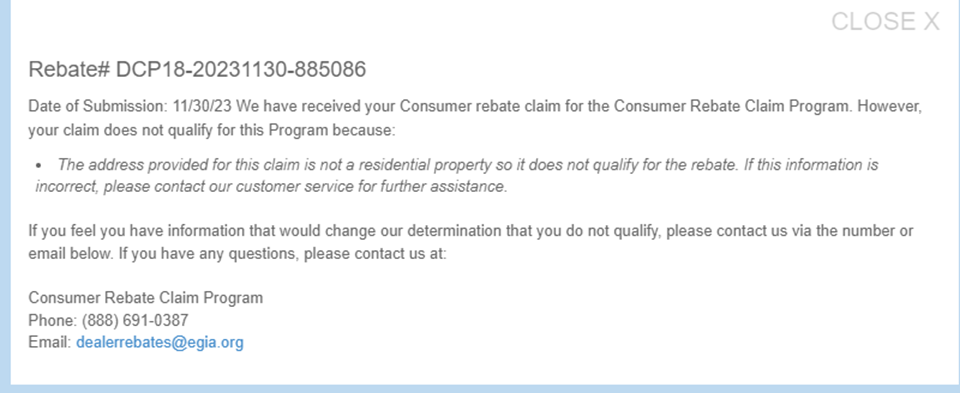 CLOSE X
Rebate# DCP18-20231130-885086
Date of Submission: 11/30/23 We have received your Consumer rebate claim for the Consumer Rebate Claim Program. However,
your claim does not qualify for this Program because:
• The address provided for this claim is not a residential property so it does not qualify for the rebate. If this information is
incorrect, please contact our customer service for further assistance.
If you feel you have information that would change our determination that you do not qualify, please contact us via the number or
email below. If you have any questions, please contact us at:
Consumer Rebate Claim Program
Phone: (888) 691-0387
Email: dealerrebates@egia.org